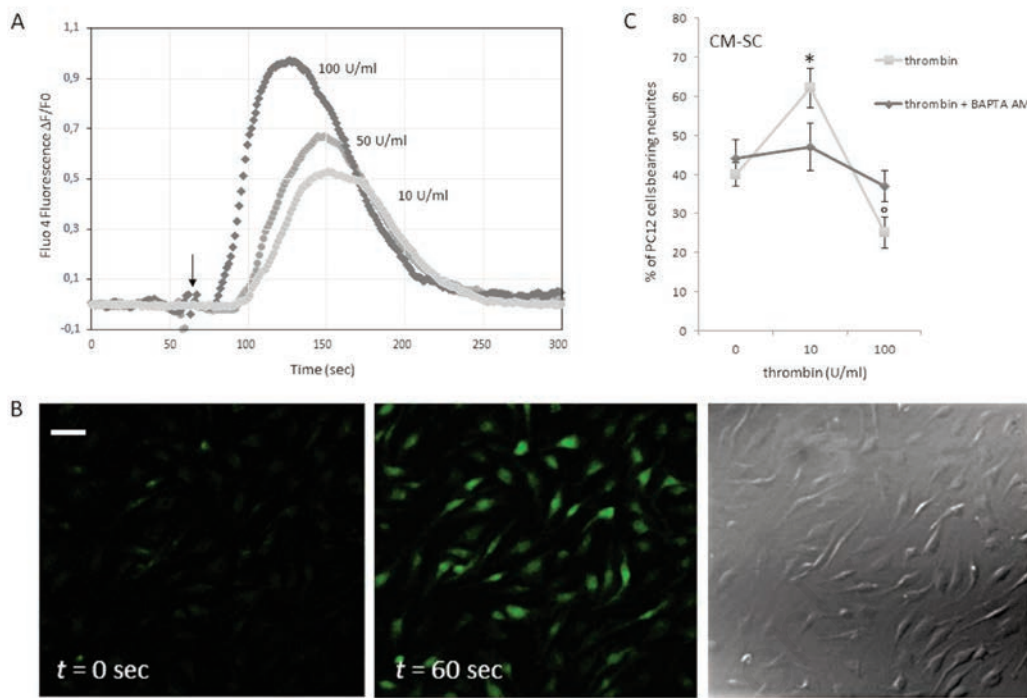 A
1,1
0,9
0,7
0,5
0,3
0,1
-0,1
Fluo 4 Fluorescence ΔF/F0
100 U/ml
50 U/ml
10 U/ml
0
50
100
150
200
250
300
Time (sec)
C
CM-SC
80
70
60
50
40
30
20
10
0
% of PC12 cells bearing neurites
*
°
thrombin
thrombin + BAPTA AM
0
10
100
thrombin (U/ml)
B
t = 0 sec
t = 60 sec